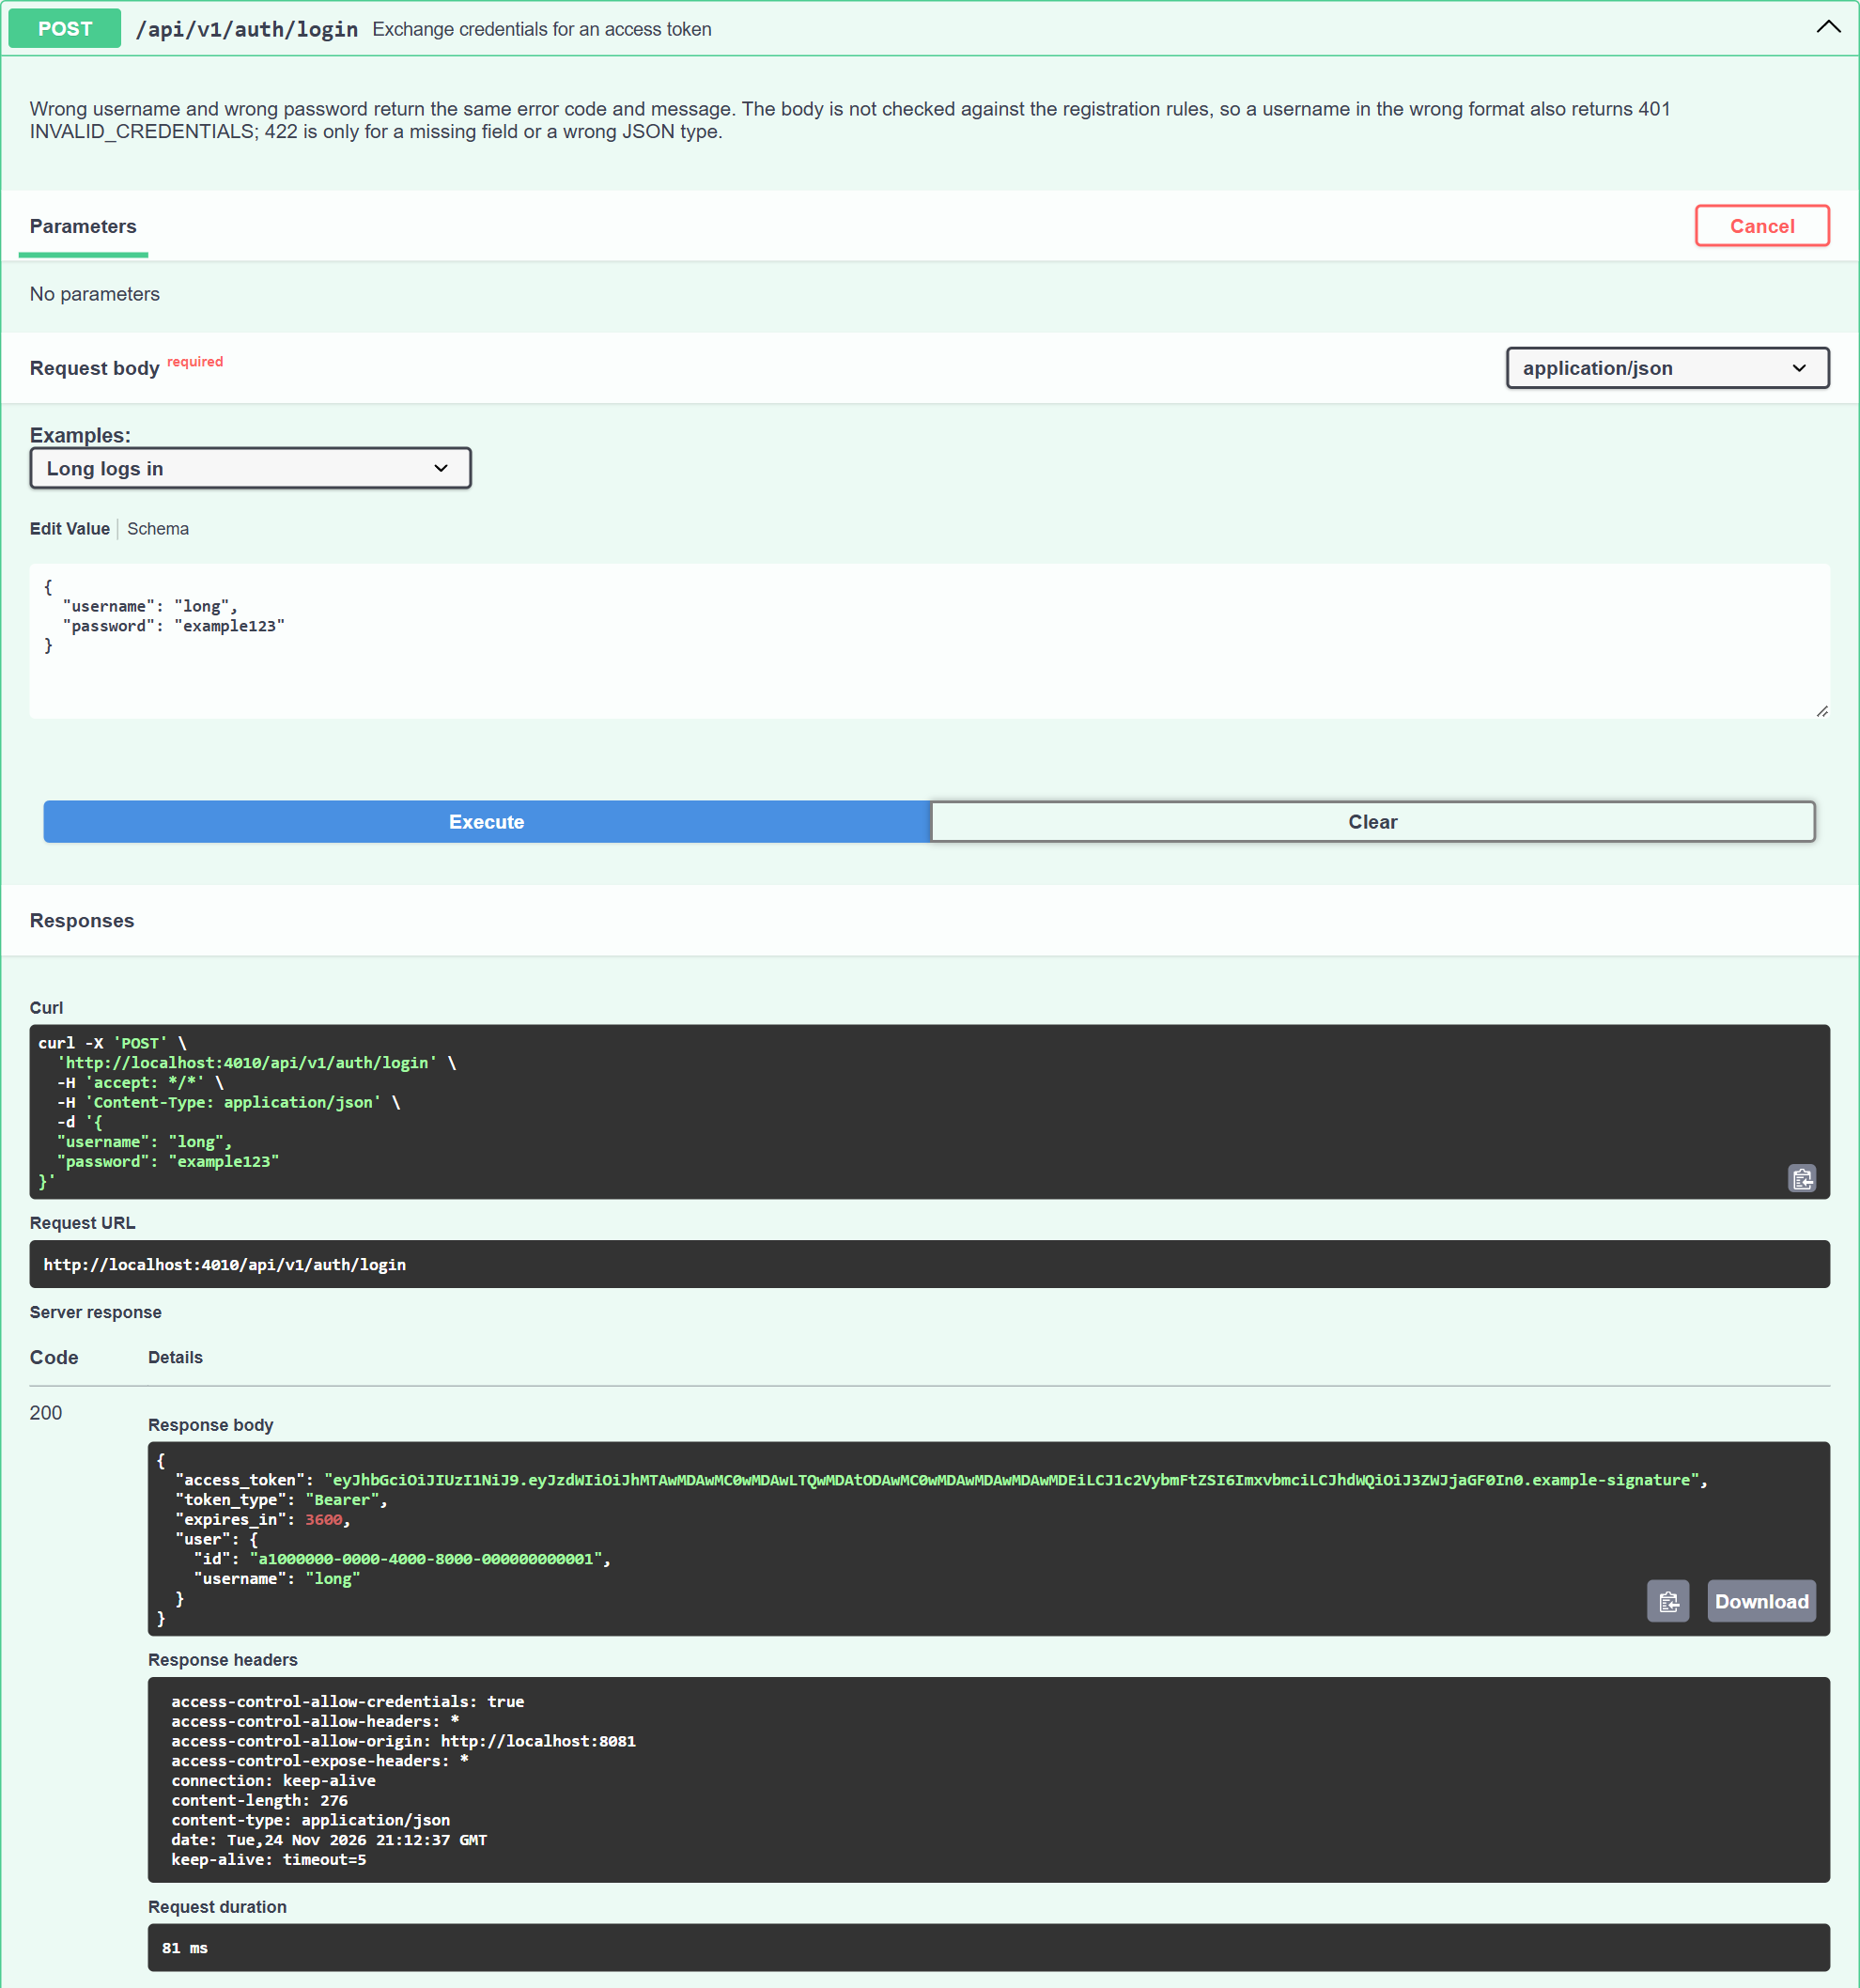 POST /api/v1/auth/login Exchange credentials for an access token
Wrong username and wrong password return the same error code and message. The body is not checked against the registration rules, so a username in the wrong format also returns 401
INVALID_CREDENTIALS; 422 is only for a missing field or a wrong JSON type.
Parameters
Cancel
No parameters
Request body required
application/json
Examples:
Long logs in
Edit Value Schema
{
  "username": "long",
  "password": "example123"
}
Execute
Clear
Responses
Curl
curl -X 'POST' \
  'http://localhost:4010/api/v1/auth/login' \
  -H 'accept: */*' \
  -H 'Content-Type: application/json' \
  -d '{
  "username": "long",
  "password": "example123"
}'
Request URL
http://localhost:4010/api/v1/auth/login
Server response
Code Details
200
Response body
{
  "access_token": "eyJhbGciOiJIUzI1NiJ9.eyJzdWIiOiJhMTAwMDAwMC0wMDAwLTQwMDAtODAwMC0wMDAwMDAwMDAwMDEiLCJ1c2VybmFtZSI6ImxvbmciLCJhdWQiOiJ3ZWJjaGF0In0.example-signature",
  "token_type": "Bearer",
  "expires_in": 3600,
  "user": {
    "id": "a1000000-0000-4000-8000-000000000001",
    "username": "long"
  }
}
Download
Response headers
access-control-allow-credentials: true
access-control-allow-headers: *
access-control-allow-origin: http://localhost:8081
access-control-expose-headers: *
connection: keep-alive
content-length: 276
content-type: application/json
date: Tue,24 Nov 2026 21:12:37 GMT
keep-alive: timeout=5
Request duration
81 ms